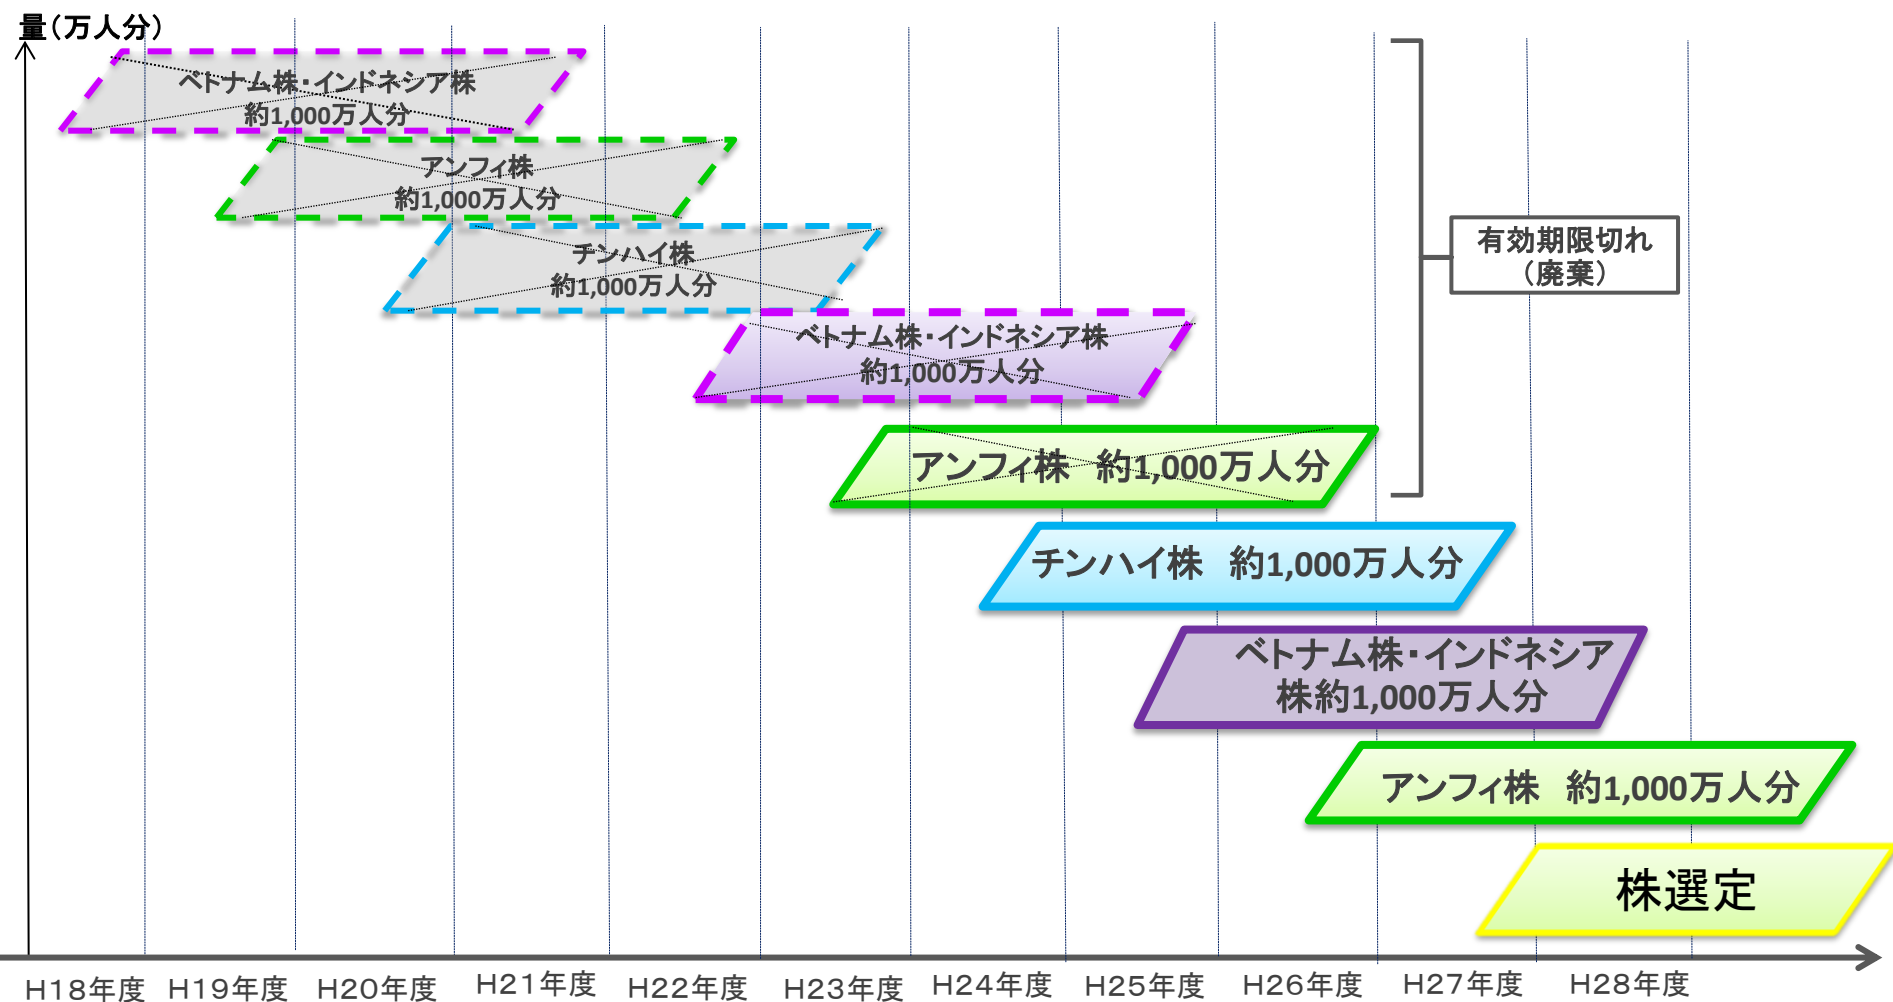 量(万人分)
ベトナム株・インドネシア株
約1,000万人分
アンフィ株
約1,000万人分
チンハイ株
約1,000万人分
有効期限切れ
（廃棄）
ベトナム株・インドネシア株
約1,000万人分
アンフィ株　約1,000万人分
チンハイ株　約1,000万人分
ベトナム株・インドネシア
株約1,000万人分
アンフィ株　約1,000万人分
株選定
H18年度
H19年度
H20年度
H21年度
H22年度
H23年度
H24年度
H25年度
H26年度
H27年度
H28年度